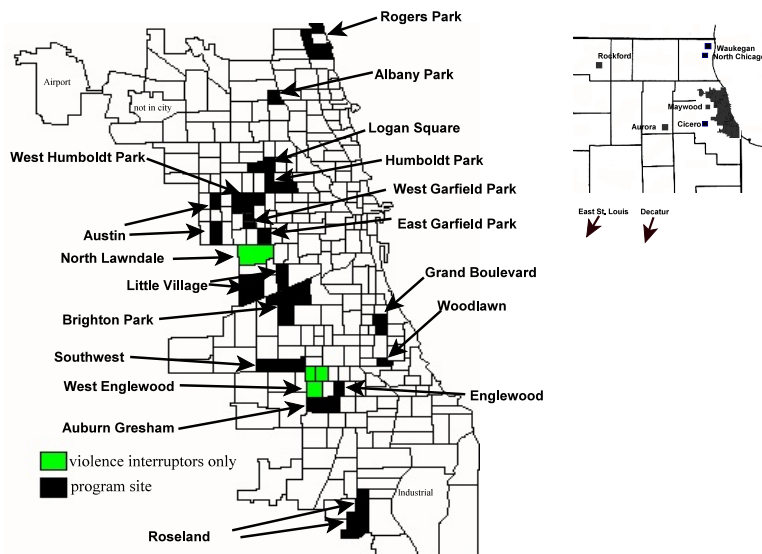 Rogers Park
Albany Park
Airport
not in city
Logan Square
West Humboldt Park
Humboldt Park
West Garfield Park
East Garfield Park
Austin
North Lawndale
Little Village
Grand Boulevard
Woodlawn
Brighton Park
Southwest
West Englewood
Englewood
Auburn Gresham
violence interruptors only
program site
Industrial
Roseland
Waukegan
North Chicago
Rockford
Maywood
Aurora
Cicero
East St. Louis
Decatur